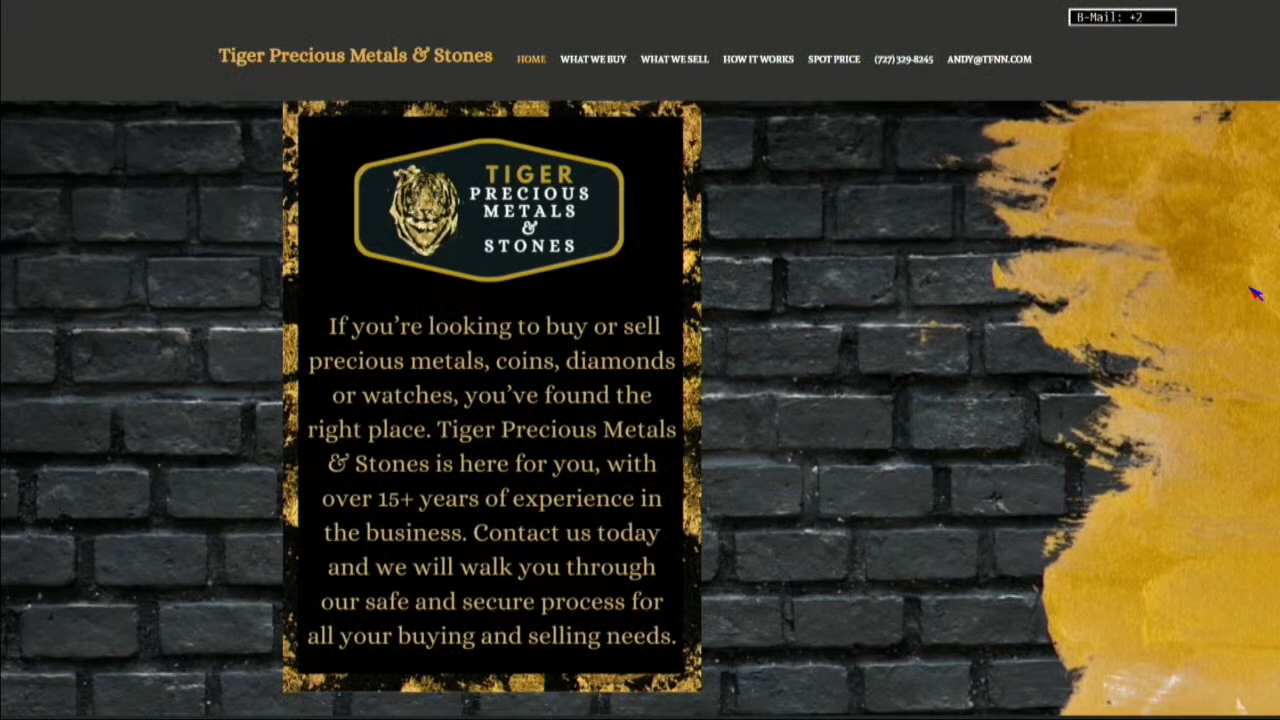 B-Mail: +2
Tiger Precious Metals & Stones HOME WHAT WE BUY WHAT WE SELL HOW IT WORKS SPOT PRICE (727) 329-8245 ANDY@TFNN.COM
TIGER
PRECIOUS
METALS
&
STONES
If you’re looking to buy or sell
precious metals, coins, diamonds
or watches, you’ve found the
right place. Tiger Precious Metals
& Stones is here for you, with
over 15+ years of experience in
the business. Contact us today
and we will walk you through
our safe and secure process for
all your buying and selling needs.